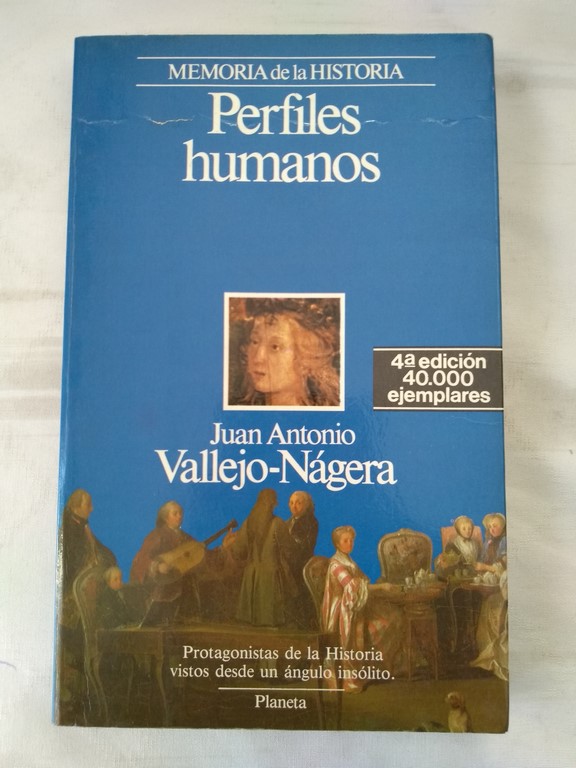 MEMORIA de la HISTORIA
Perfiles
humanos
4ª edición
40.000
ejemplares
Juan Antonio
Vallejo-Nágera
Protagonistas de la Historia
vistos desde un ángulo insólito.
Planeta